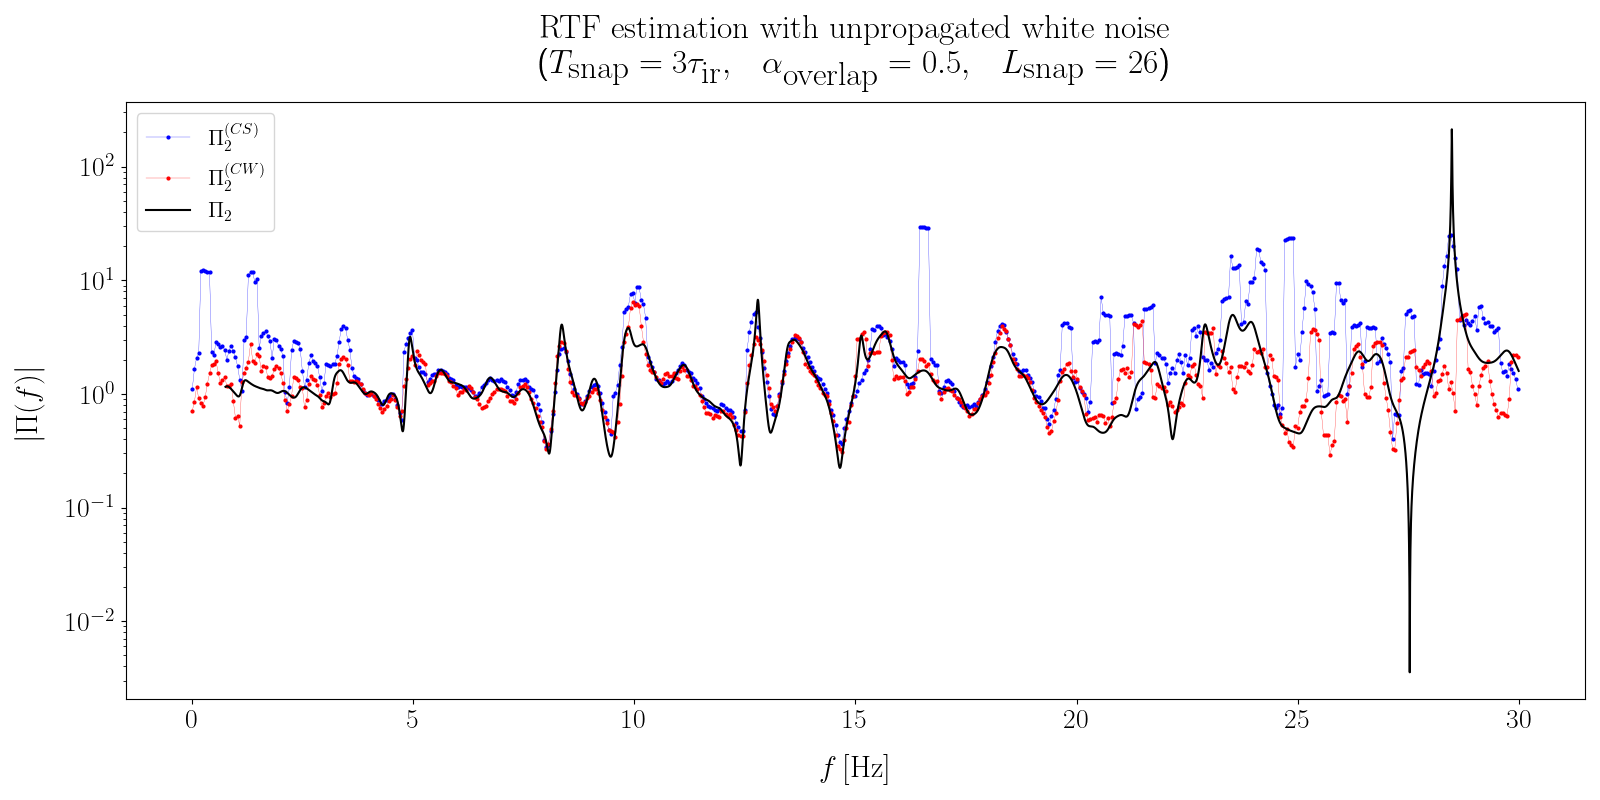 RTF estimation with unpropagated white noise
(T_snap = 3τ_ir, α_overlap = 0.5, L_snap = 26)
Π_2^(CS)
Π_2^(CW)
Π_2
10^2
10^1
10^0
10^−1
10^−2
|Π(f)|
0 5 10 15 20 25 30
f [Hz]